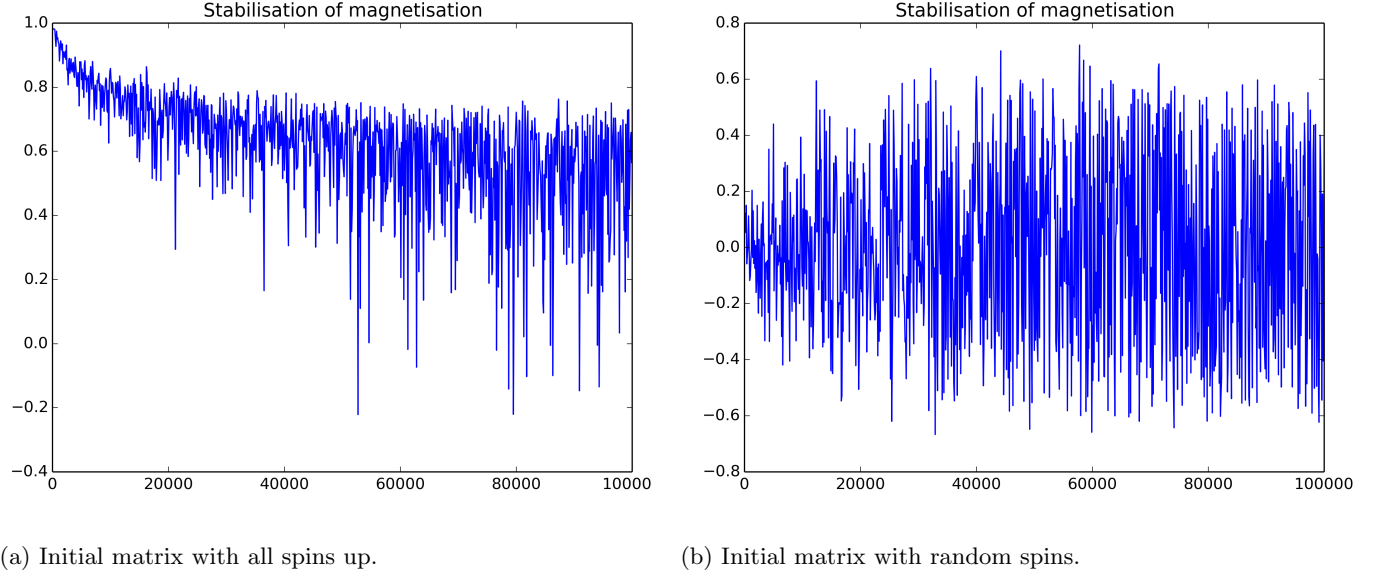 Stabilisation of magnetisation
1.0
0.8
0.6
0.4
0.2
0.0
−0.2
−0.4
0 20000 40000 60000 80000 10000
(a) Initial matrix with all spins up.
Stabilisation of magnetisation
0.8
0.6
0.4
0.2
0.0
−0.2
−0.4
−0.6
−0.8
0 20000 40000 60000 80000 100000
(b) Initial matrix with random spins.